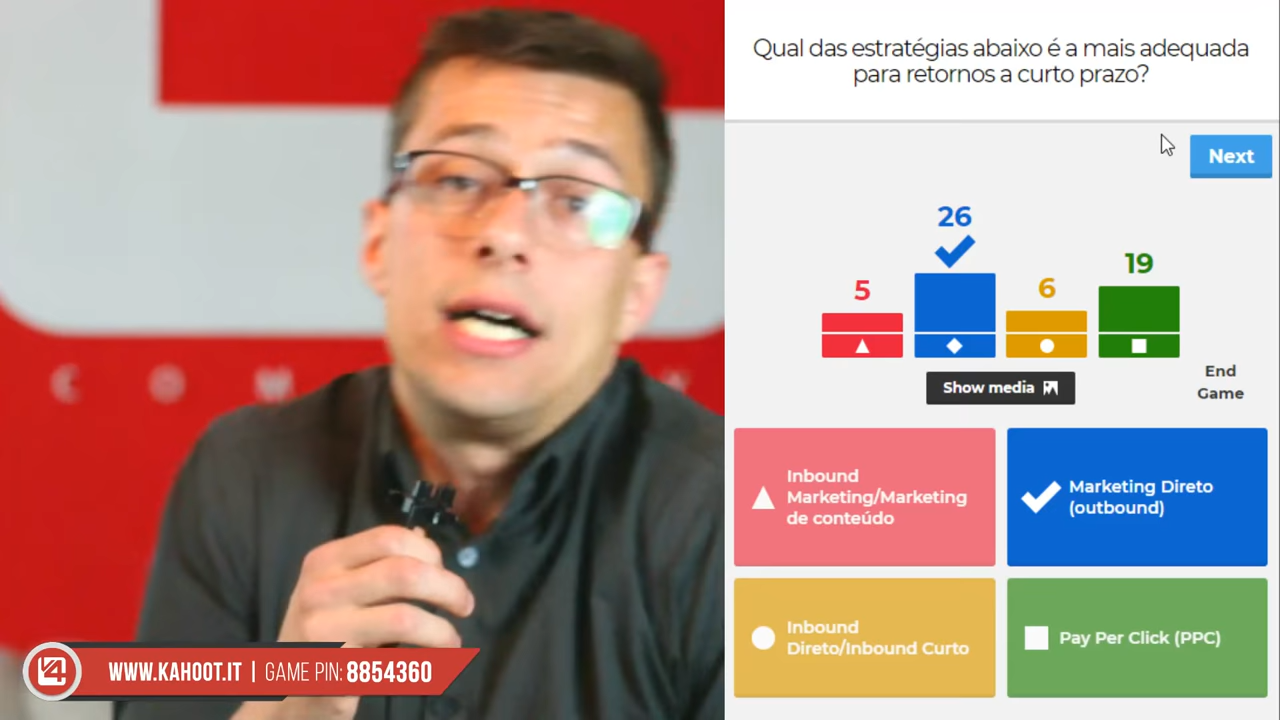 Qual das estratégias abaixo é a mais adequada
para retornos a curto prazo?
Next
26
5
6
19
Show media
End
Game
Inbound
Marketing/Marketing
de conteúdo
Marketing Direto
(outbound)
Inbound
Direto/Inbound Curto
Pay Per Click (PPC)
C O M
Y
WWW.KAHOOT.IT | GAME PIN: 8854360